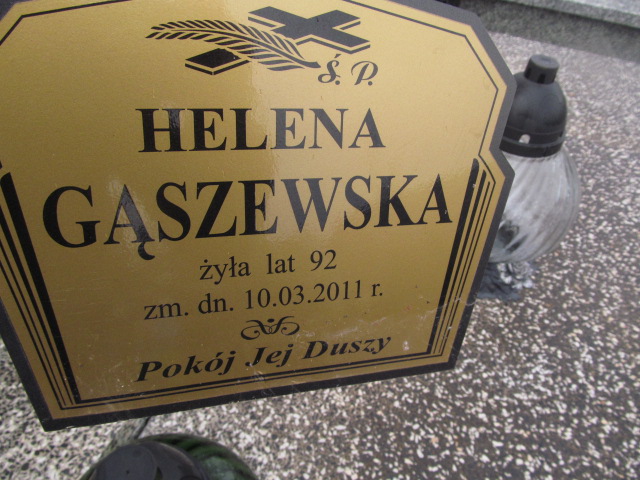 Ś. P.
HELENA
GĄSZEWSKA
żyła lat 92
zm. dn. 10.03.2011 r.
Pokój Jej Duszy